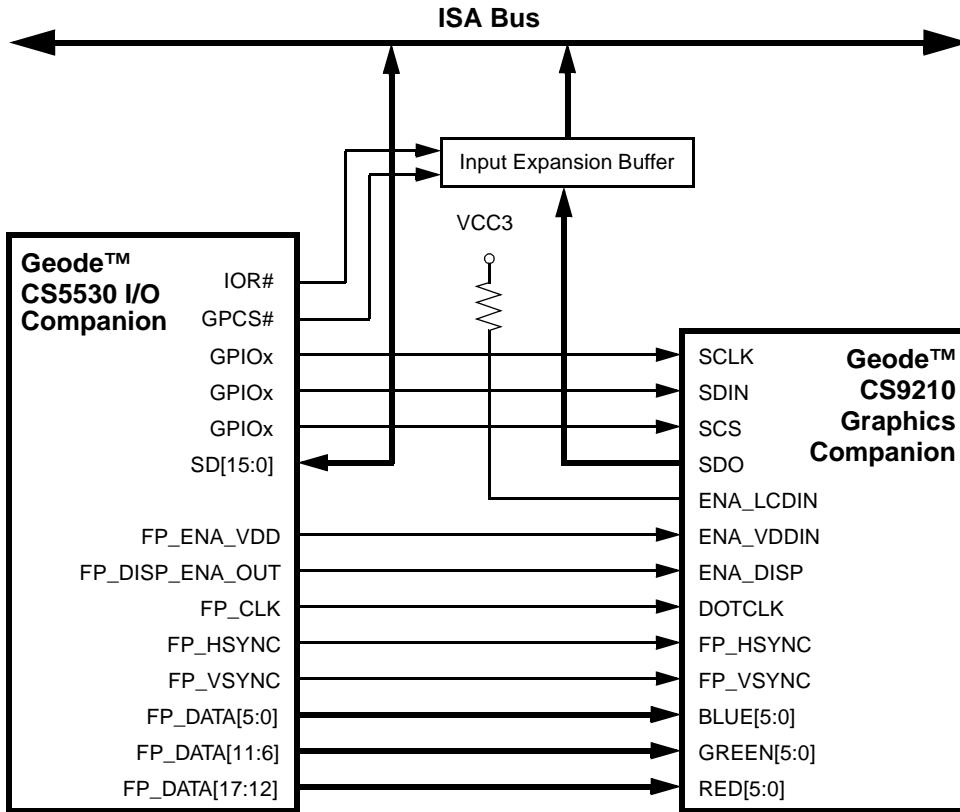 ISA Bus
Input Expansion Buffer
VCC3
Geode™
CS5530 I/O
Companion
IOR#
GPCS#
GPIOx
GPIOx
GPIOx
SD[15:0]
FP_ENA_VDD
FP_DISP_ENA_OUT
FP_CLK
FP_HSYNC
FP_VSYNC
FP_DATA[5:0]
FP_DATA[11:6]
FP_DATA[17:12]
Geode™
CS9210
Graphics
Companion
SCLK
SDIN
SCS
SDO
ENA_LCDIN
ENA_VDDIN
ENA_DISP
DOTCLK
FP_HSYNC
FP_VSYNC
BLUE[5:0]
GREEN[5:0]
RED[5:0]